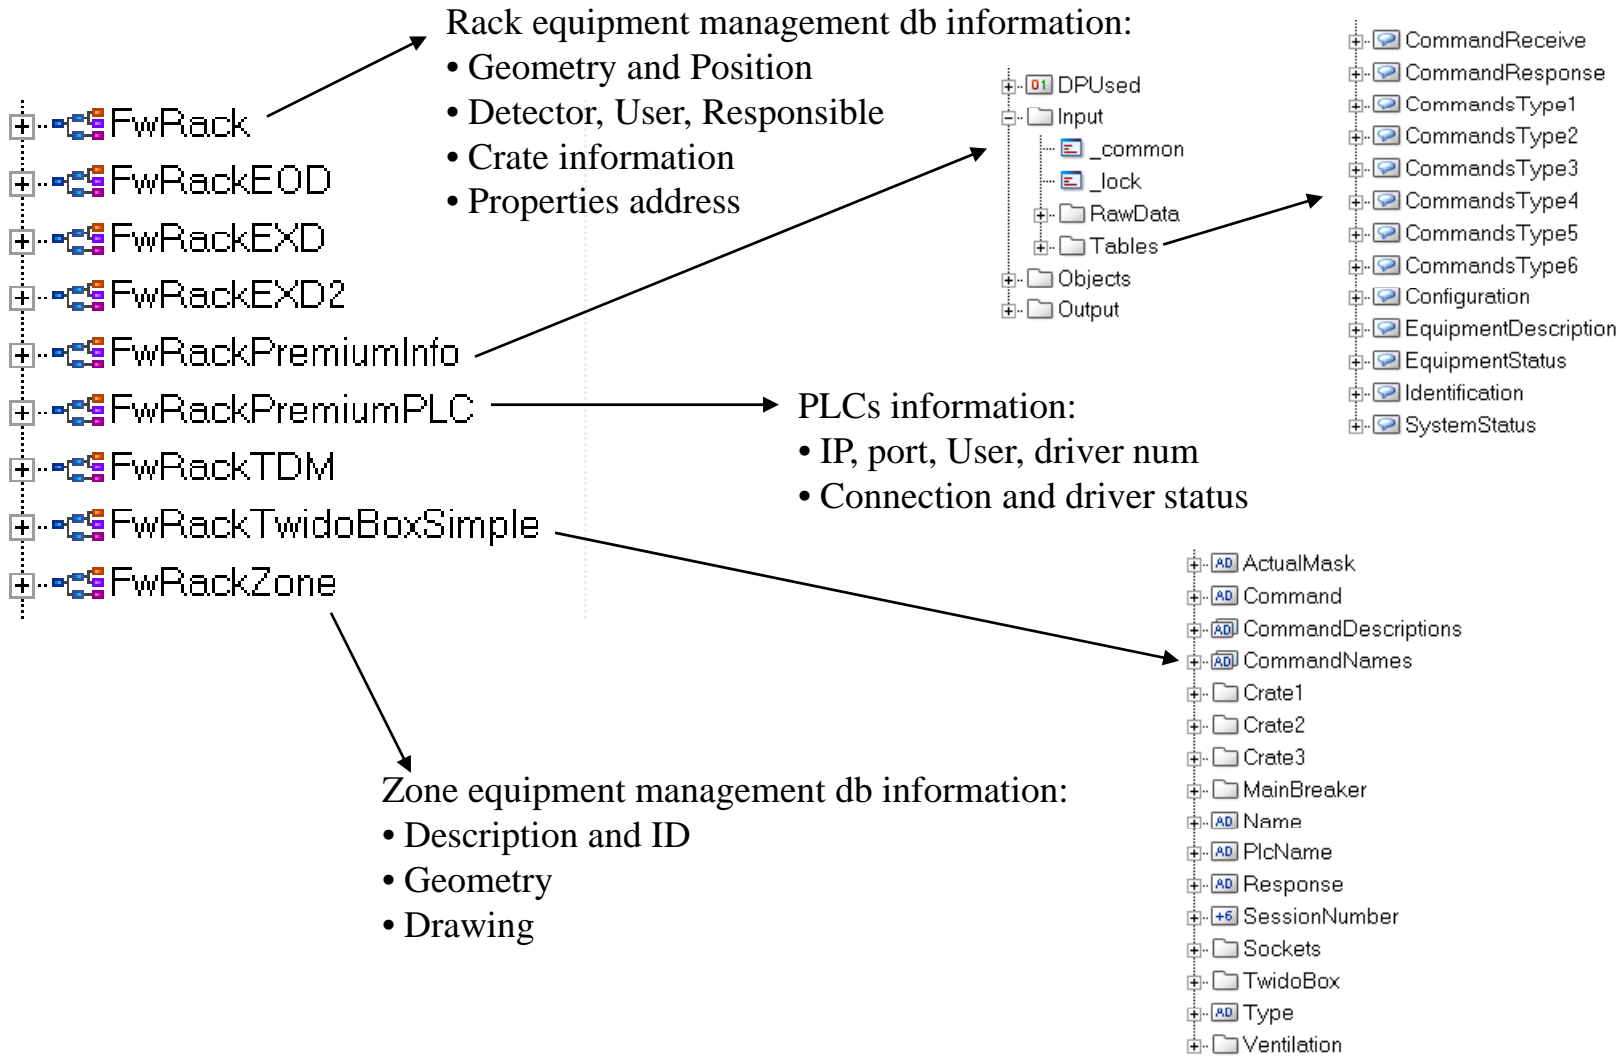 Rack equipment management db information:
• Geometry and Position
• Detector, User, Responsible
• Crate information
• Properties address
FwRack
FwRackEOD
FwRackEXD
FwRackEXD2
FwRackPremiumInfo
FwRackPremiumPLC
FwRackTDM
FwRackTwidoBoxSimple
FwRackZone
DPUsed
Input
_common
_lock
RawData
Tables
Objects
Output
CommandReceive
CommandResponse
CommandsType1
CommandsType2
CommandsType3
CommandsType4
CommandsType5
CommandsType6
Configuration
EquipmentDescription
EquipmentStatus
Identification
SystemStatus
PLCs information:
• IP, port, User, driver num
• Connection and driver status
Zone equipment management db information:
• Description and ID
• Geometry
• Drawing
ActualMask
Command
CommandDescriptions
CommandNames
Crate1
Crate2
Crate3
MainBreaker
Name
PlcName
Response
SessionNumber
Sockets
TwidoBox
Type
Ventilation